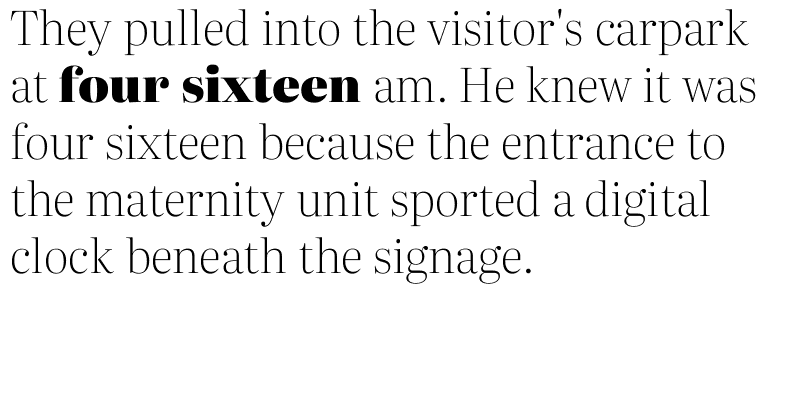 They pulled into the visitor's carpark
at four sixteen am. He knew it was
four sixteen because the entrance to
the maternity unit sported a digital
clock beneath the signage.